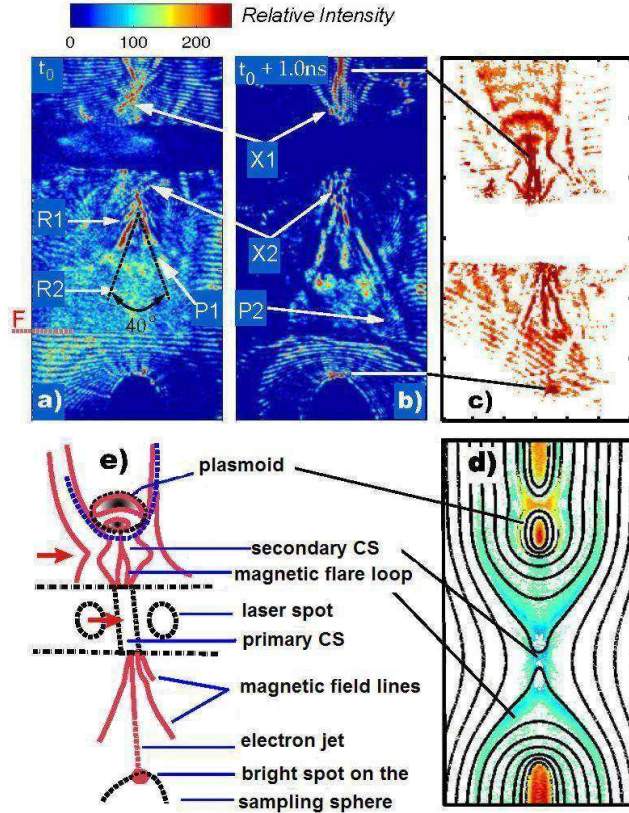 Relative Intensity
0 100 200
t0
t0 + 1.0ns
X1
X2
R1
R2
P1
P2
40°
F
a)
b)
c)
d)
e)
plasmoid
secondary CS
magnetic flare loop
laser spot
primary CS
magnetic field lines
electron jet
bright spot on the
sampling sphere